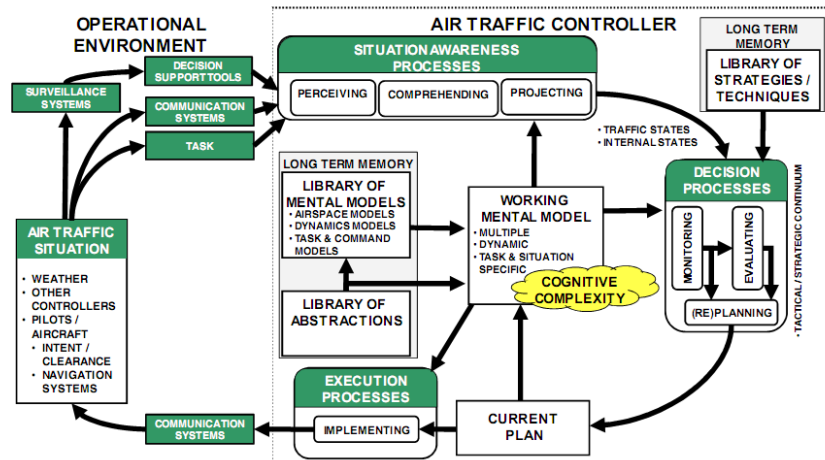 OPERATIONAL
ENVIRONMENT
AIR TRAFFIC CONTROLLER
SURVEILLANCE
SYSTEMS
DECISION
SUPPORT TOOLS
COMMUNICATION
SYSTEMS
TASK
SITUATION AWARENESS
PROCESSES
PERCEIVING
COMPREHENDING
PROJECTING
LONG TERM
MEMORY
LIBRARY OF
STRATEGIES /
TECHNIQUES
• TRAFFIC STATES
• INTERNAL STATES
LONG TERM MEMORY
LIBRARY OF
MENTAL MODELS
• AIRSPACE MODELS
• DYNAMICS MODELS
• TASK & COMMAND
MODELS
LIBRARY OF
ABSTRACTIONS
WORKING
MENTAL MODEL
• MULTIPLE
• DYNAMIC
• TASK & SITUATION
SPECIFIC
COGNITIVE
COMPLEXITY
DECISION
PROCESSES
MONITORING
EVALUATING
(RE)PLANNING
• TACTICAL / STRATEGIC CONTINUUM
AIR TRAFFIC
SITUATION
• WEATHER
• OTHER
CONTROLLERS
• PILOTS /
AIRCRAFT
• INTENT /
CLEARANCE
• NAVIGATION
SYSTEMS
COMMUNICATION
SYSTEMS
EXECUTION
PROCESSES
IMPLEMENTING
CURRENT
PLAN